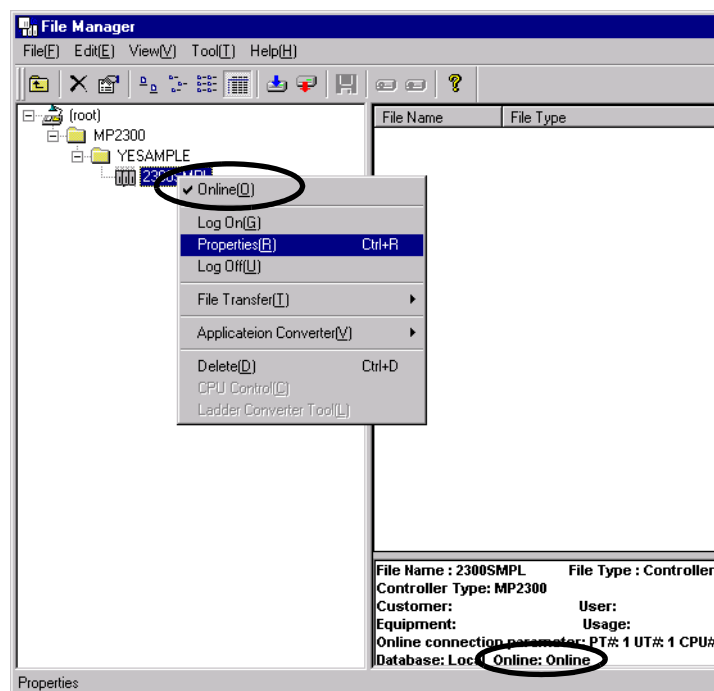 File Manager
File(F) Edit(E) View(V) Tool(T) Help(H)
(root)
MP2300
YESAMPLE
2300SMPL
File Name File Type
Online(O)
Log On(G)
Properties(R) Ctrl+R
Log Off(U)
File Transfer(T)
Applicateion Converter(V)
Delete(D) Ctrl+D
CPU Control(C)
Ladder Converter Tool(L)
File Name : 2300SMPL File Type : Controller
Controller Type: MP2300
Customer: User:
Equipment: Usage:
Online connection parameter: PT#: 1 UT#: 1 CPU#
Database: Local Online: Online
Properties